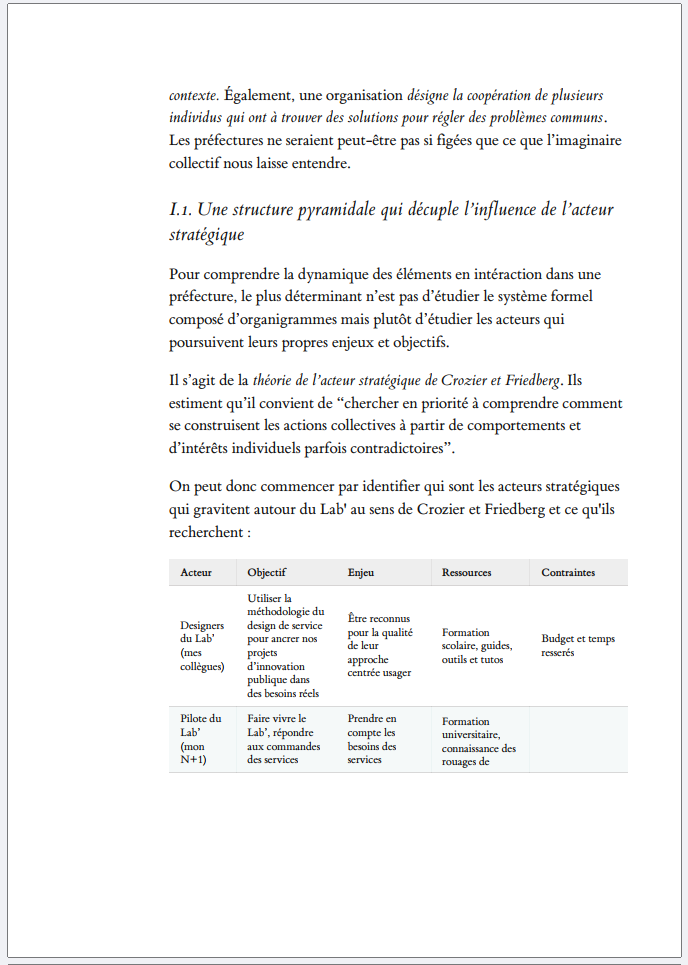 contexte. Également, une organisation désigne la coopération de plusieurs
individus qui ont à trouver des solutions pour régler des problèmes communs.
Les préfectures ne seraient peut-être pas si figées que ce que l’imaginaire
collectif nous laisse entendre.
I.1. Une structure pyramidale qui décuple l’influence de l’acteur
stratégique
Pour comprendre la dynamique des éléments en intéraction dans une
préfecture, le plus déterminant n’est pas d’étudier le système formel
composé d’organigrammes mais plutôt d’étudier les acteurs qui
poursuivent leurs propres enjeux et objectifs.
Il s’agit de la théorie de l’acteur stratégique de Crozier et Friedberg. Ils
estiment qu’il convient de “chercher en priorité à comprendre comment
se construisent les actions collectives à partir de comportements et
d’intérêts individuels parfois contradictoires”.
On peut donc commencer par identifier qui sont les acteurs stratégiques
qui gravitent autour du Lab' au sens de Crozier et Friedberg et ce qu'ils
recherchent :
Acteur
Objectif
Enjeu
Ressources
Contraintes
Designers
du Lab’
(mes
collègues)
Utiliser la
méthodologie du
design de service
pour ancrer nos
projets
d’innovation
publique dans
des besoins réels
Être reconnus
pour la qualité
de leur
approche
centrée usager
Formation
scolaire, guides,
outils et tutos
Budget et temps
resserés
Pilote du
Lab’
(mon
N+1)
Faire vivre le
Lab’, répondre
aux commandes
des services
Prendre en
compte les
besoins des
services
Formation
universitaire,
connaissance des
rouages de